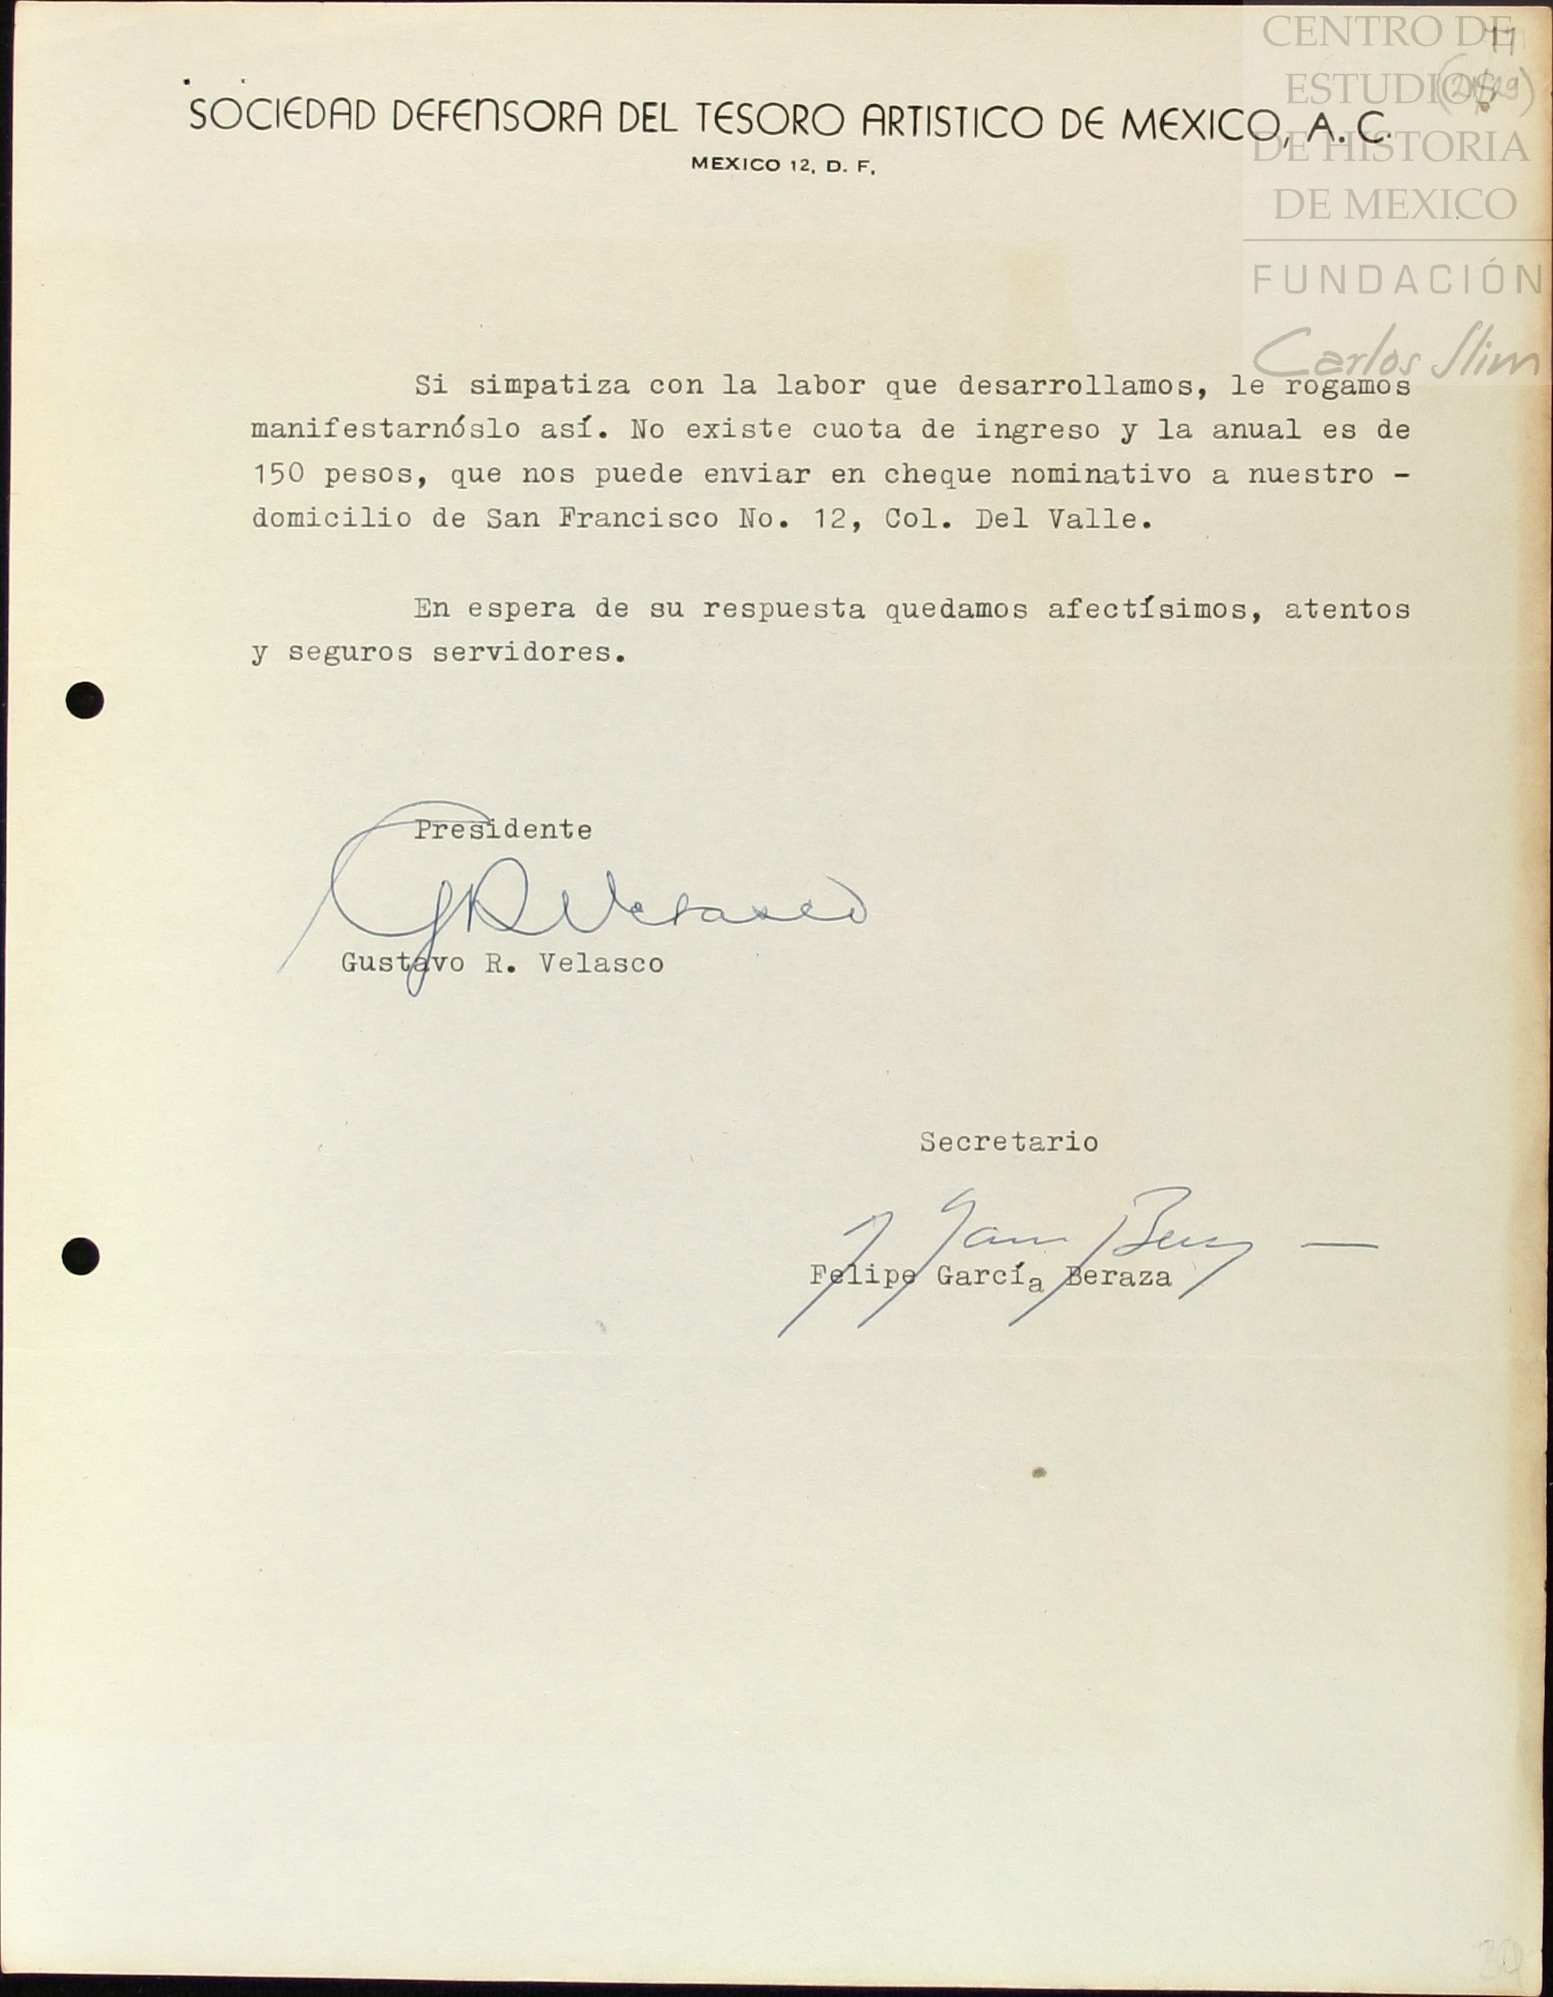 CENTRO DE
ESTUDIOS
DE HISTORIA
DE MEXICO
FUNDACIÓN
Carlos Slim
SOCIEDAD DEFENSORA DEL TESORO ARTISTICO DE MEXICO, A. C.
MEXICO 12, D. F.
Si simpatiza con la labor que desarrollamos, le rogamos
manifestarnóslo así. No existe cuota de ingreso y la anual es de
150 pesos, que nos puede enviar en cheque nominativo a nuestro -
domicilio de San Francisco No. 12, Col. Del Valle.
En espera de su respuesta quedamos afectísimos, atentos
y seguros servidores.
Presidente
GR Velasco
Gustavo R. Velasco
Secretario
Felipe García Beraza